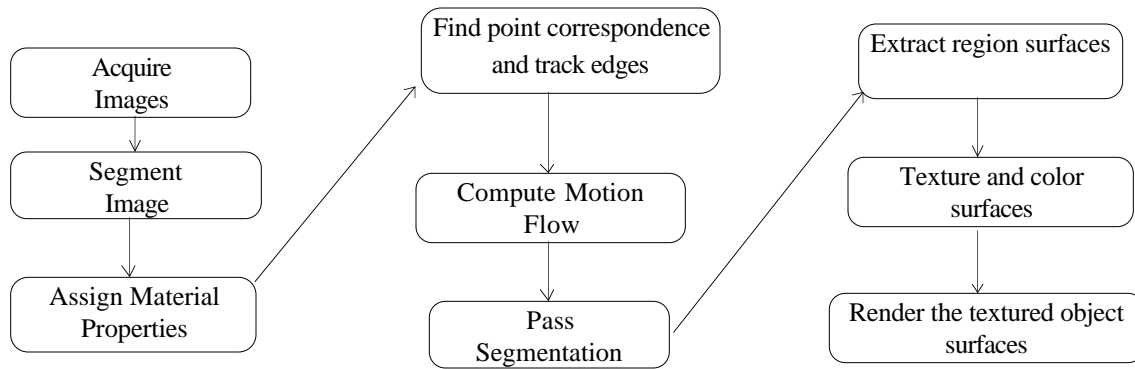 Acquire
Images
Segment
Image
Assign Material
Properties
Find point correspondence
and track edges
Compute Motion
Flow
Pass
Segmentation
Extract region surfaces
Texture and color
surfaces
Render the textured object
surfaces